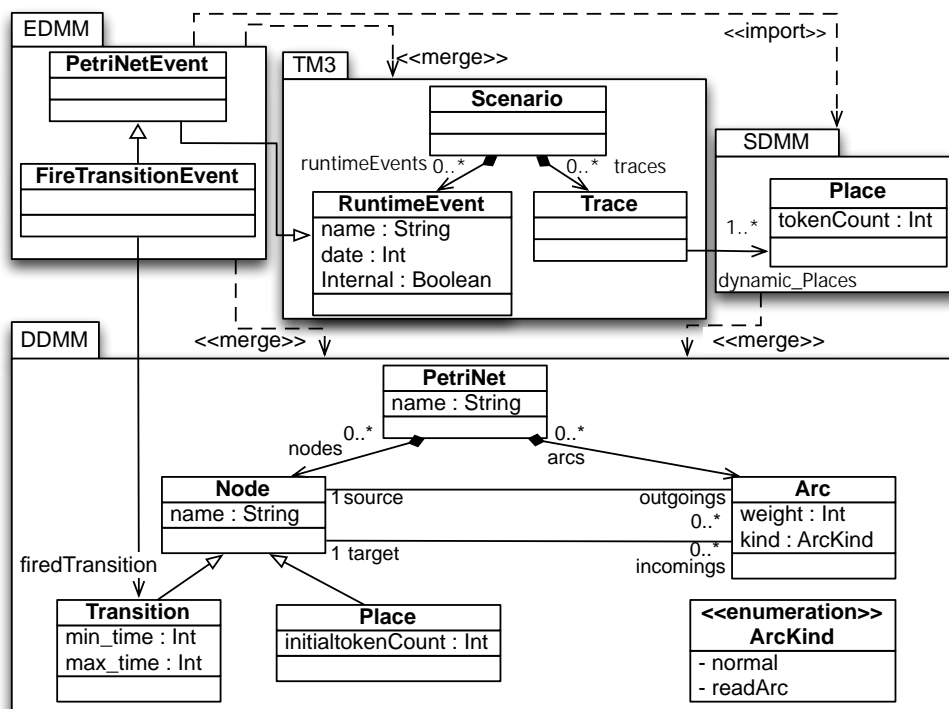 EDMM
PetriNetEvent
<<import>>
<<merge>>
TM3
Scenario
SDMM
runtimeEvents 0..*
0..* traces
FireTransitionEvent
RuntimeEvent
name : String
date : Int
Internal : Boolean
Trace
Place
tokenCount : Int
1..*
dynamic_Places
DDMM
<<merge>>
<<merge>>
PetriNet
name : String
0..*
nodes
0..*
arcs
Node
name : String
1 source
outgoings
0..*
Arc
weight : Int
kind : ArcKind
1 target
0..*
incomings
firedTransition
Transition
min_time : Int
max_time : Int
Place
initialtokenCount : Int
<<enumeration>>
ArcKind
- normal
- readArc